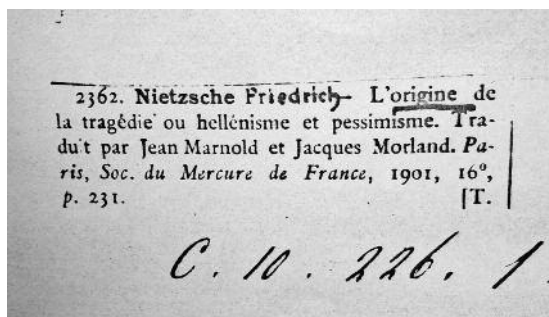 2362. Nietzsche Friedrich- L'origine de
la tragédie ou hellénisme et pessimisme. Tra-
duit par Jean Marnold et Jacques Morland. Pa-
ris, Soc. du Mercure de France, 1901, 16°,
p. 231. [T.
C. 10. 226. 1